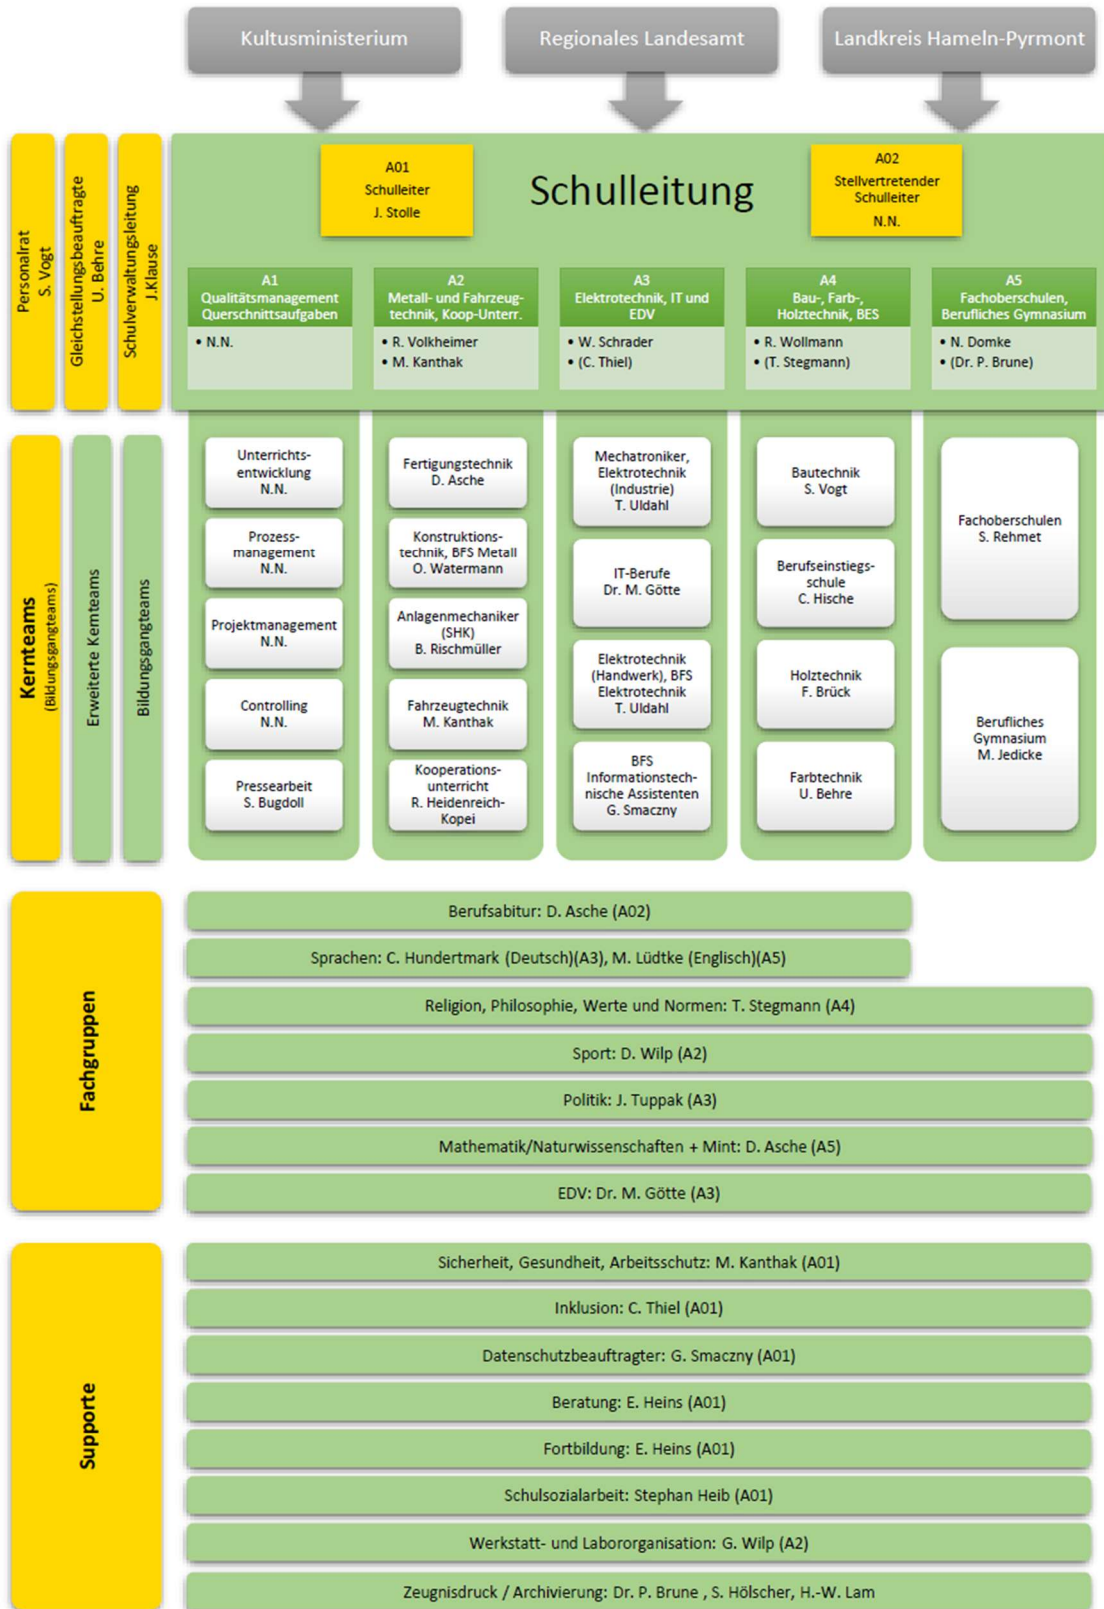 Kultusministerium
Regionales Landesamt
Landkreis Hameln-Pyrmont
Personalrat
S. Vogt
Gleichstellungsbeauftragte
U. Behre
Schulverwaltungsleitung
J.Klause
A01
Schulleiter
J. Stolle
Schulleitung
A02
Stellvertretender
Schulleiter
N.N.
A1
Qualitätsmanagement
Querschnittsaufgaben
• N.N.
A2
Metall- und Fahrzeug-
technik, Koop-Unterr.
• R. Volkheimer
• M. Kanthak
A3
Elektrotechnik, IT und
EDV
• W. Schrader
• (C. Thiel)
A4
Bau-, Farb-,
Holztechnik, BES
• R. Wollmann
• (T. Stegmann)
A5
Fachoberschulen,
Berufliches Gymnasium
• N. Domke
• (Dr. P. Brune)
Kernteams
(Bildungsgangteams)
Erweiterte Kernteams
Bildungsgangteams
Unterrichts-
entwicklung
N.N.
Prozess-
management
N.N.
Projektmanagement
N.N.
Controlling
N.N.
Pressearbeit
S. Bugdoll
Fertigungstechnik
D. Asche
Konstruktions-
technik, BFS Metall
O. Watermann
Anlagenmechaniker
(SHK)
B. Rischmüller
Fahrzeugtechnik
M. Kanthak
Kooperations-
unterricht
R. Heidenreich-
Kopei
Mechatroniker,
Elektrotechnik
(Industrie)
T. Uldahl
IT-Berufe
Dr. M. Götte
Elektrotechnik
(Handwerk), BFS
Elektrotechnik
T. Uldahl
BFS
Informationstech-
nische Assistenten
G. Smaczny
Bautechnik
S. Vogt
Berufseinstiegs-
schule
C. Hische
Holztechnik
F. Brück
Farbtechnik
U. Behre
Fachoberschulen
S. Rehmet
Berufliches
Gymnasium
M. Jedicke
Fachgruppen
Berufsabitur: D. Asche (A02)
Sprachen: C. Hundertmark (Deutsch)(A3), M. Lüdtke (Englisch)(A5)
Religion, Philosophie, Werte und Normen: T. Stegmann (A4)
Sport: D. Wilp (A2)
Politik: J. Tuppak (A3)
Mathematik/Naturwissenschaften + Mint: D. Asche (A5)
EDV: Dr. M. Götte (A3)
Supporte
Sicherheit, Gesundheit, Arbeitsschutz: M. Kanthak (A01)
Inklusion: C. Thiel (A01)
Datenschutzbeauftragter: G. Smaczny (A01)
Beratung: E. Heins (A01)
Fortbildung: E. Heins (A01)
Schulsozialarbeit: Stephan Heib (A01)
Werkstatt- und Labororganisation: G. Wilp (A2)
Zeugnisdruck / Archivierung: Dr. P. Brune , S. Hölscher, H.-W. Lam